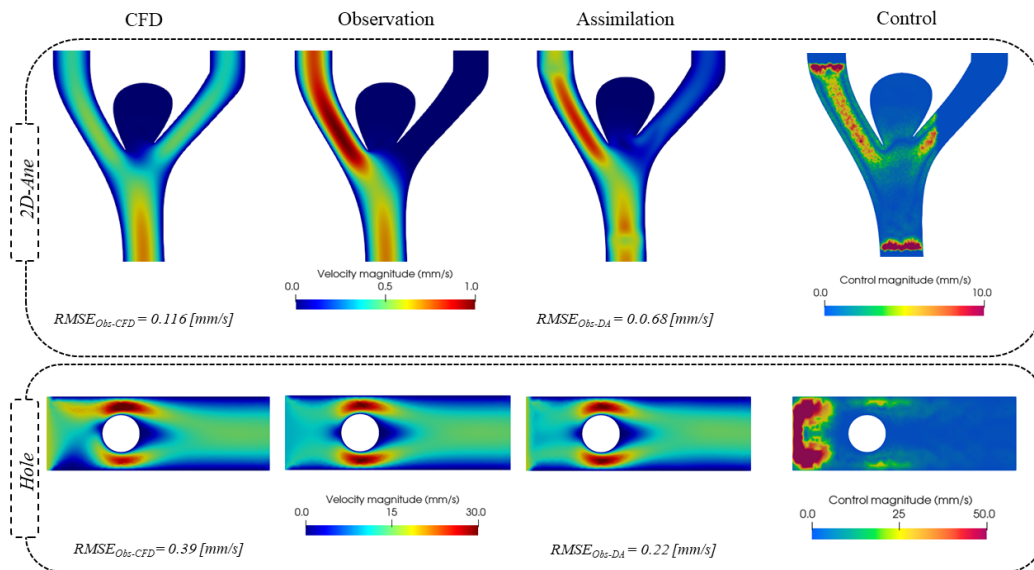 CFD Observation Assimilation Control
2D-Ane
Velocity magnitude (mm/s)
0.0 0.5 1.0
Control magnitude (mm/s)
0.0 10.0
RMSE_Obs-CFD = 0.116 [mm/s]
RMSE_Obs-DA = 0.0.68 [mm/s]
Hole
Velocity magnitude (mm/s)
0.0 15 30.0
Control magnitude (mm/s)
0.0 25 50.0
RMSE_Obs-CFD = 0.39 [mm/s]
RMSE_Obs-DA = 0.22 [mm/s]